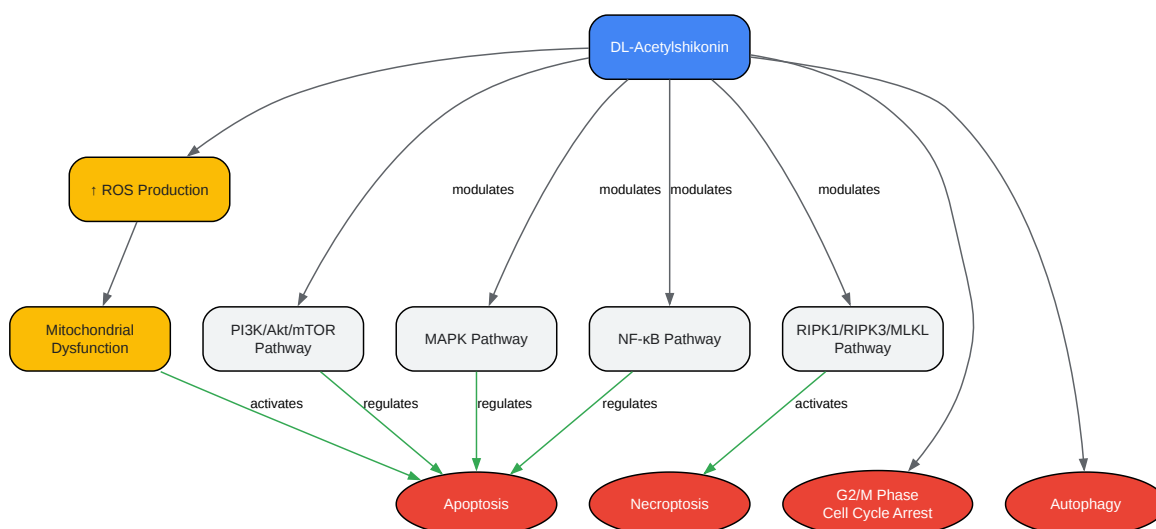 DL-Acetylshikonin
↑ ROS Production
modulates
modulates
modulates
modulates
Mitochondrial
Dysfunction
PI3K/Akt/mTOR
Pathway
MAPK Pathway
NF-κB Pathway
RIPK1/RIPK3/MLKL
Pathway
activates
regulates
regulates
regulates
activates
Apoptosis
Necroptosis
G2/M Phase
Cell Cycle Arrest
Autophagy